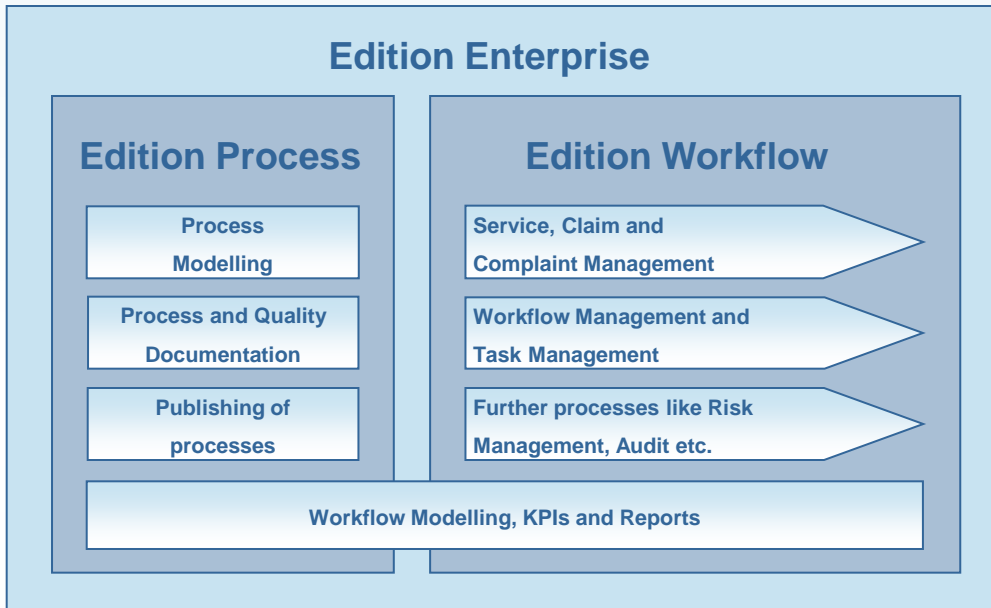 Edition Enterprise
Edition Process
Process
Modelling
Process and Quality
Documentation
Publishing of
processes
Edition Workflow
Service, Claim and
Complaint Management
Workflow Management and
Task Management
Further processes like Risk
Management, Audit etc.
Workflow Modelling, KPIs and Reports